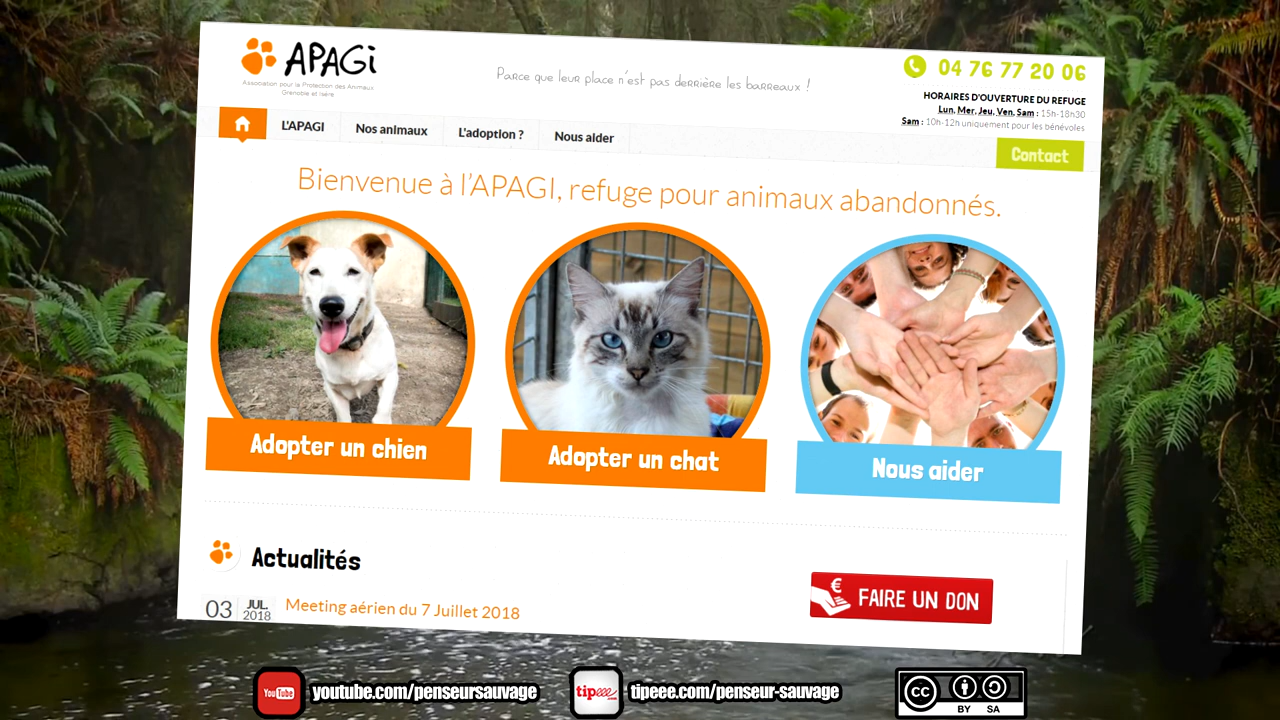 APAGi
Association pour la Protection des Animaux
Grenoble et Isère
Parce que leur place n'est pas derrière les barreaux !
04 76 77 20 06
HORAIRES D'OUVERTURE DU REFUGE
Lun, Mer, Jeu, Ven, Sam : 15h-18h30
Sam : 10h-12h uniquement pour les bénévoles
L'APAGI
Nos animaux
L'adoption ?
Nous aider
Contact
Bienvenue à l'APAGI, refuge pour animaux abandonnés.
Adopter un chien
Adopter un chat
Nous aider
Actualités
03 JUL. 2018
Meeting aérien du 7 Juillet 2018
€ FAIRE UN DON
YouTube
youtube.com/penseursauvage
tipeee.com
tipeee.com/penseur-sauvage
cc
BY SA